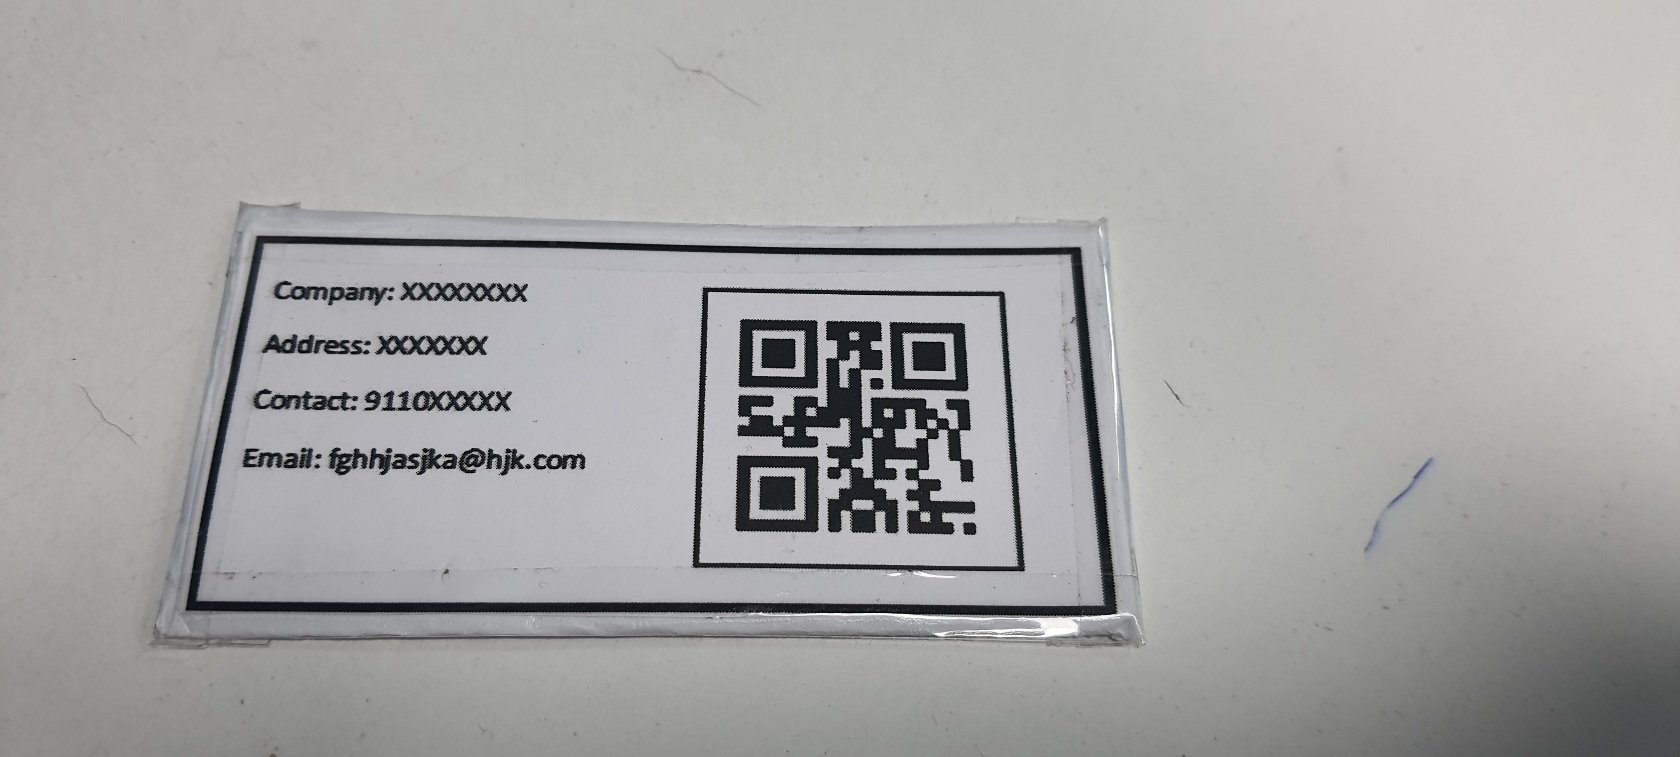 Company: XXXXXXXX
Address: XXXXXXX
Contact: 9110XXXXX
Email: fghhjasjka@hjk.com